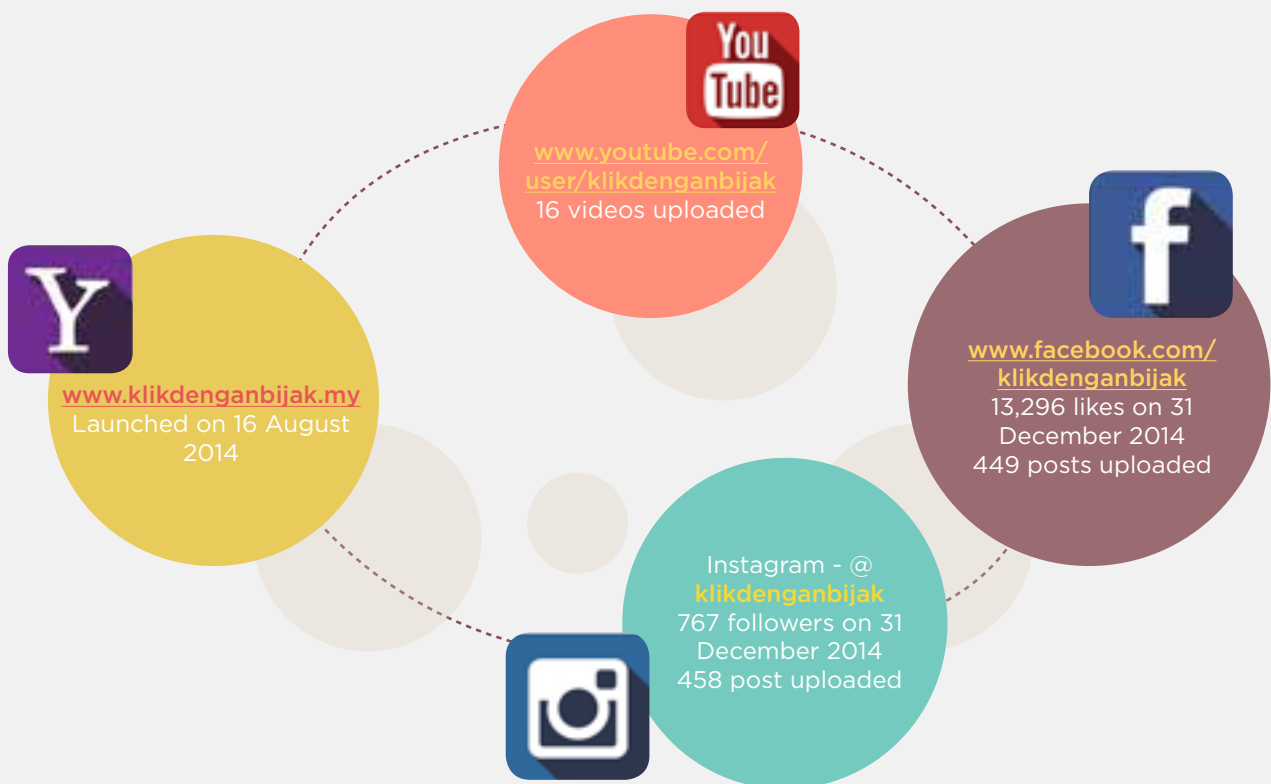 You
Tube
www.youtube.com/
user/klikdenganbijak
16 videos uploaded
f
www.facebook.com/
klikdenganbijak
13,296 likes on 31
December 2014
449 posts uploaded
Y
www.klikdenganbijak.my
Launched on 16 August
2014
Instagram - @
klikdenganbijak
767 followers on 31
December 2014
458 post uploaded